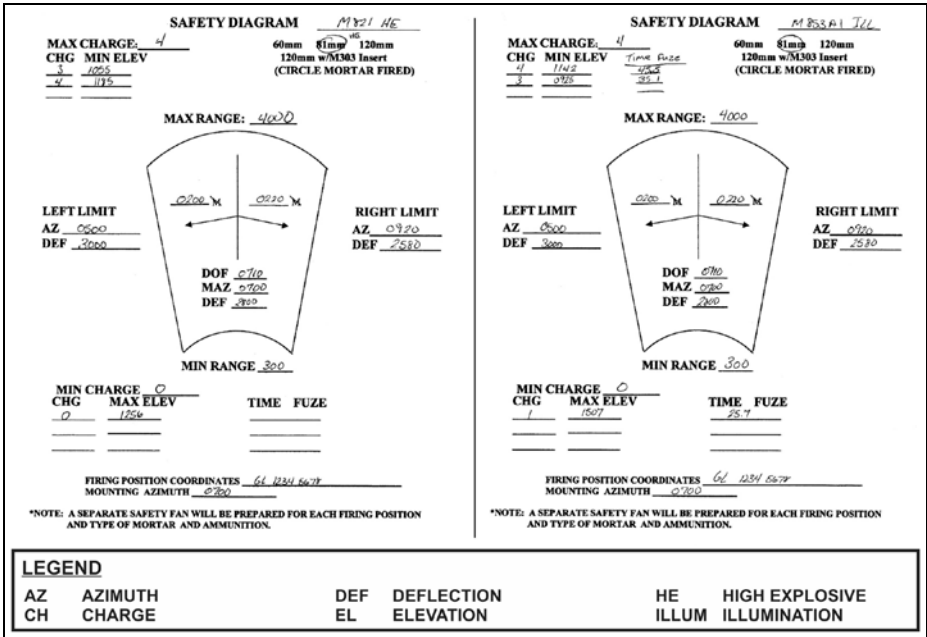 SAFETY DIAGRAM M821 HE
MAX CHARGE: 4
HG
60mm 81mm 120mm
CHG MIN ELEV
120mm w/M303 Insert
3 1055
(CIRCLE MORTAR FIRED)
4 1185
MAX RANGE: 4000
0200 M 0220 M
LEFT LIMIT
AZ 0500
DEF 3000
RIGHT LIMIT
AZ 0920
DEF 2580
DOF 0710
MAZ 0700
DEF 2800
MIN RANGE 300
MIN CHARGE 0
CHG MAX ELEV TIME FUZE
0 1256
FIRING POSITION COORDINATES GL 1234 5678
MOUNTING AZIMUTH 0700
*NOTE: A SEPARATE SAFETY FAN WILL BE PREPARED FOR EACH FIRING POSITION
AND TYPE OF MORTAR AND AMMUNITION.
SAFETY DIAGRAM M853A1 ILL
MAX CHARGE: 4
60mm 81mm 120mm
CHG MIN ELEV Time Fuze
120mm w/M303 Insert
4 1142
(CIRCLE MORTAR FIRED)
3 0925 35.1
MAX RANGE: 4000
0200 M 0220 M
LEFT LIMIT
AZ 0500
DEF 3000
RIGHT LIMIT
AZ 0920
DEF 2580
DOF 0710
MAZ 0700
DEF 2800
MIN RANGE 300
MIN CHARGE 0
CHG MAX ELEV TIME FUZE
1 1507 25.7
FIRING POSITION COORDINATES GL 1234 5678
MOUNTING AZIMUTH 0700
*NOTE: A SEPARATE SAFETY FAN WILL BE PREPARED FOR EACH FIRING POSITION
AND TYPE OF MORTAR AND AMMUNITION.
LEGEND
AZ AZIMUTH DEF DEFLECTION HE HIGH EXPLOSIVE
CH CHARGE EL ELEVATION ILLUM ILLUMINATION